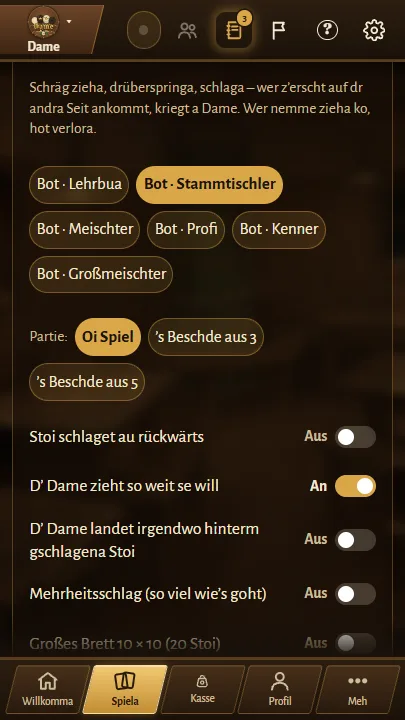 Dame
3
Dame
Schräg zieha, drüberspringa, schlaga – wer z'erscht auf dr
andra Seit ankommt, kriegt a Dame. Wer nemme zieha ko,
hot verlora.
Bot · Lehrbua
Bot · Stammtischler
Bot · Meischter
Bot · Profi
Bot · Kenner
Bot · Großmeischter
Partie:
Oi Spiel
’s Beschde aus 3
’s Beschde aus 5
Stoi schlaget au rückwärts
Aus
D’ Dame zieht so weit se will
An
D’ Dame landet irgendwo hinterm
gschlagena Stoi
Aus
Mehrheitsschlag (so viel wie’s goht)
Aus
Großes Brett 10 × 10 (20 Stoi)
Aus
Willkomma
Spiela
Kasse
Profil
Meh